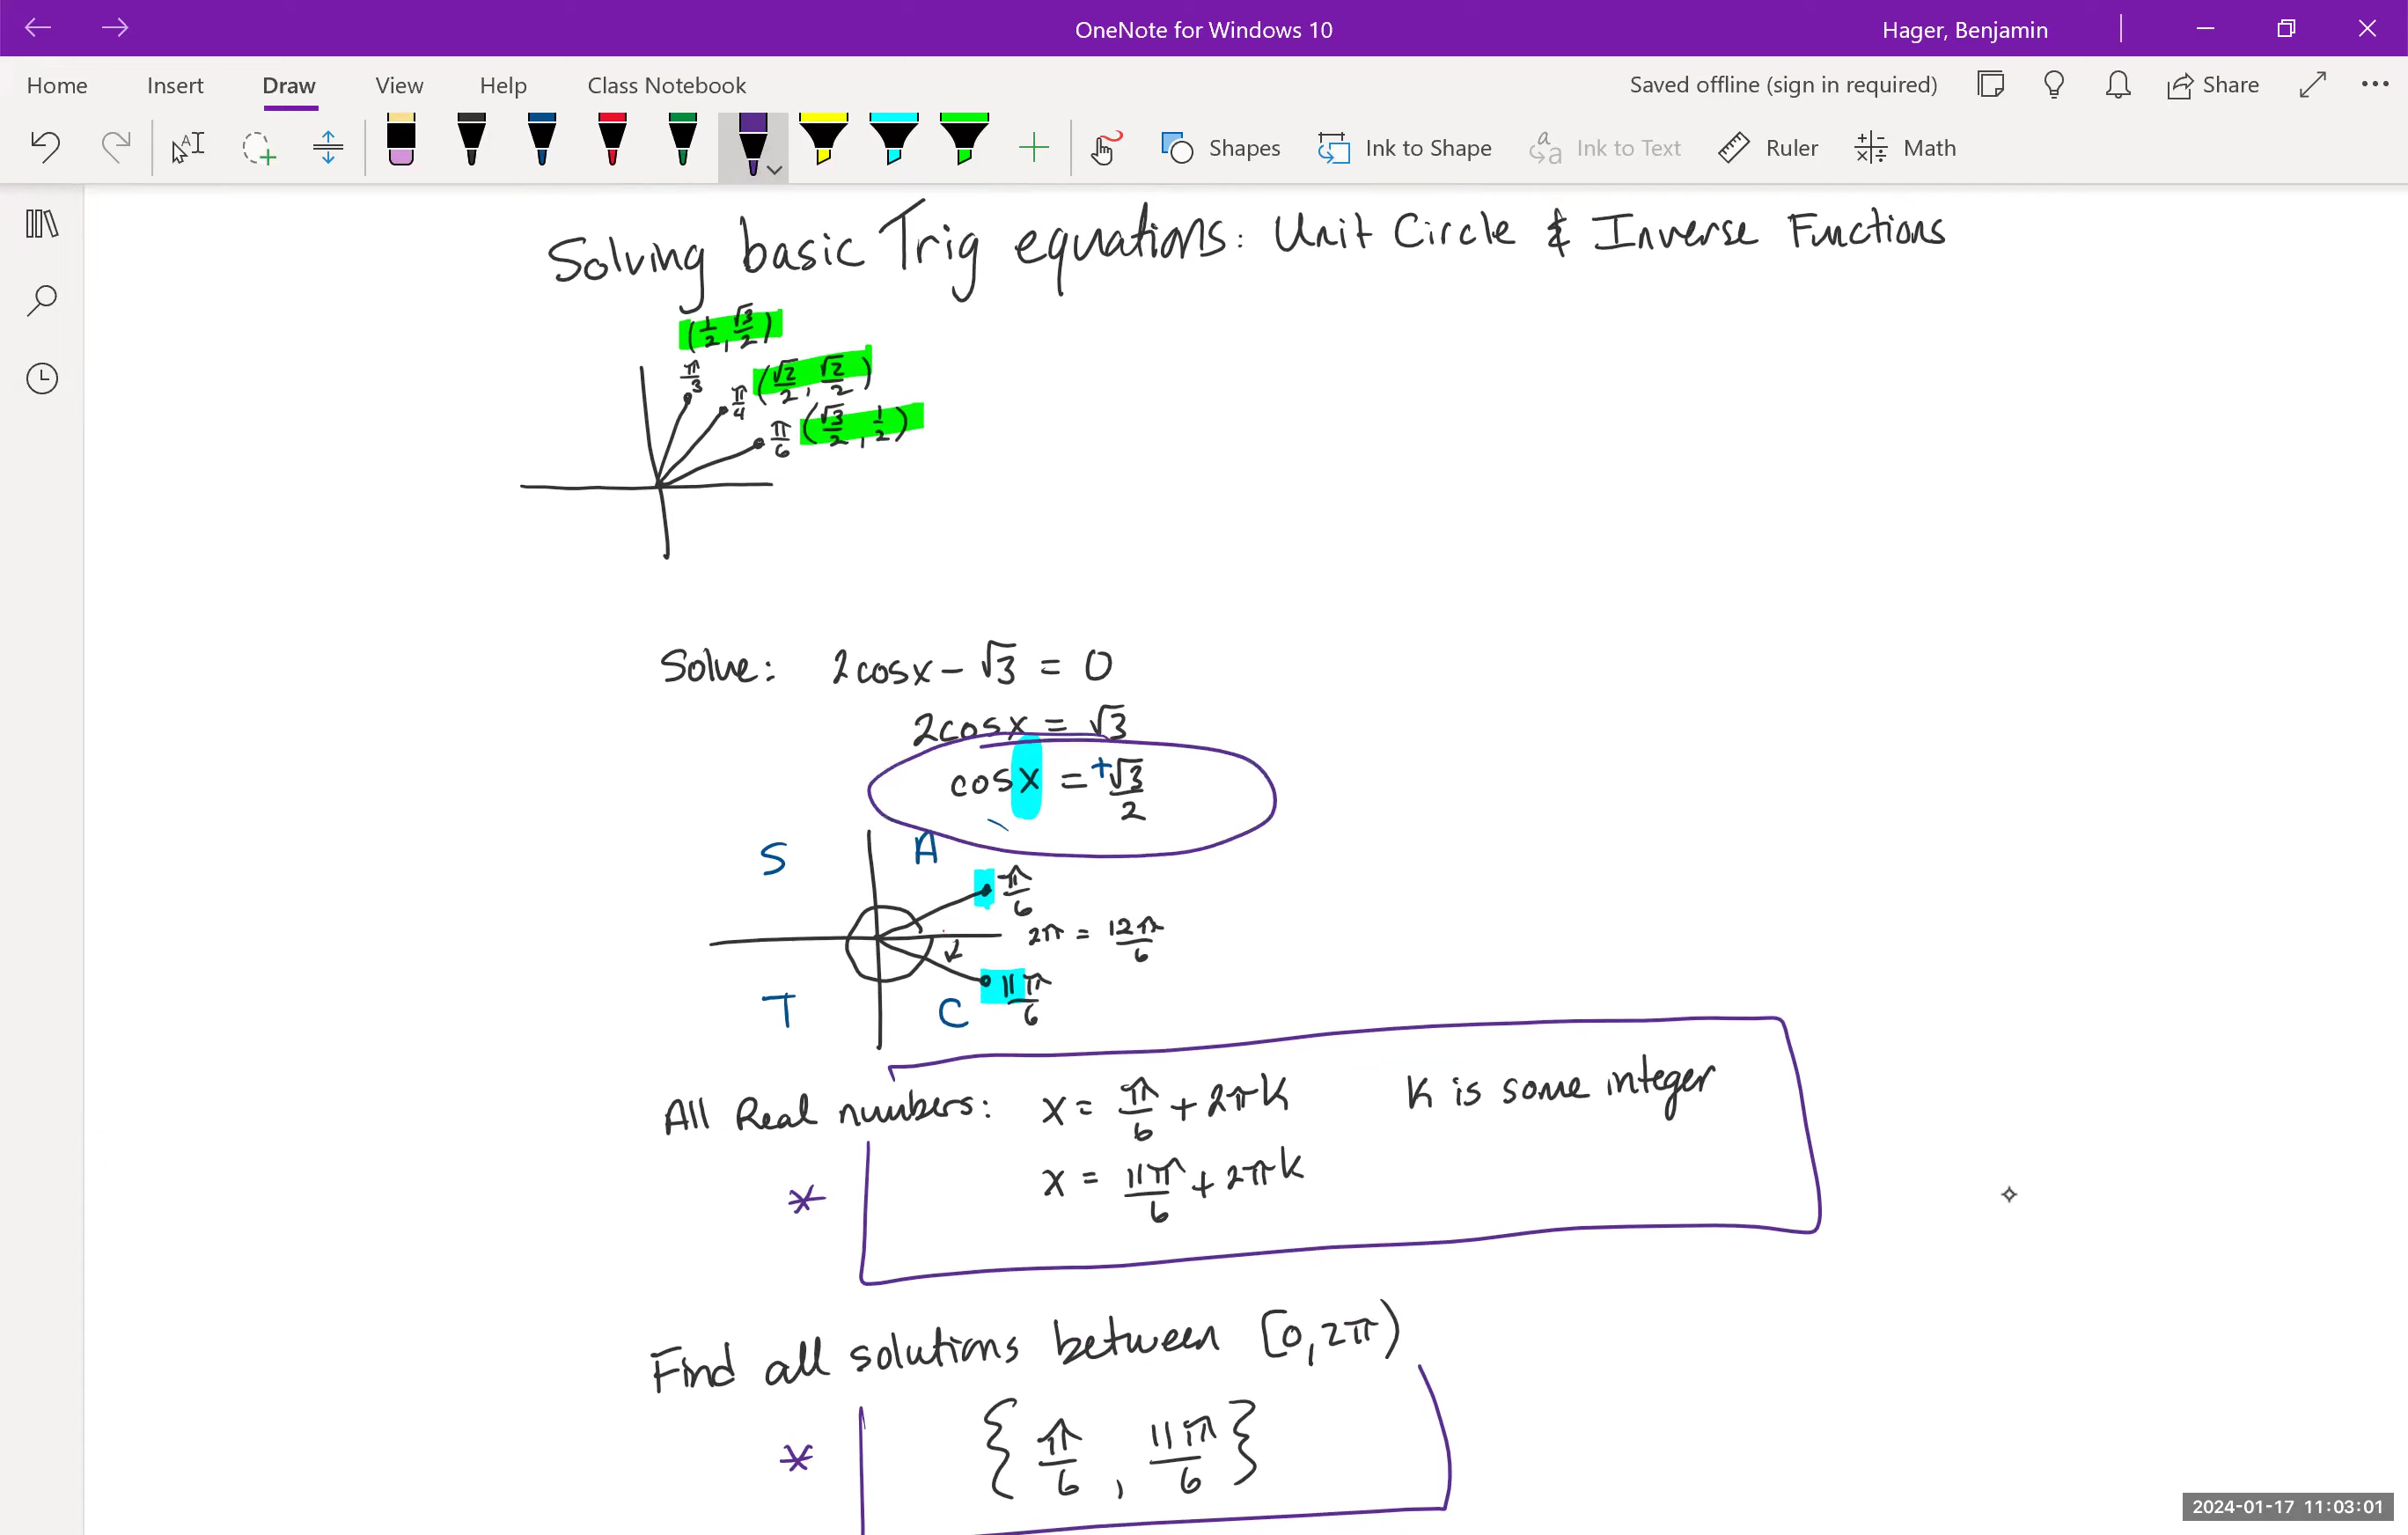 OneNote for Windows 10
Hager, Benjamin
Home Insert Draw View Help Class Notebook
Saved offline (sign in required) Share
Shapes Ink to Shape Ink to Text Ruler Math
Solving basic Trig equations: Unit Circle & Inverse Functions
(1/2, √3/2)
π/3
π/4 (√2/2, √2/2)
π/6 (√3/2, 1/2)
Solve: 2cosx - √3 = 0
2cosx = √3
cosx = +√3/2
S A
π/6
2π = 12π/6
11π/6
T C
All Real numbers: x = π/6 + 2πK K is some integer
* x = 11π/6 + 2πk
Find all solutions between [0, 2π)
* { π/6 , 11π/6 }
2024-01-17 11:03:01